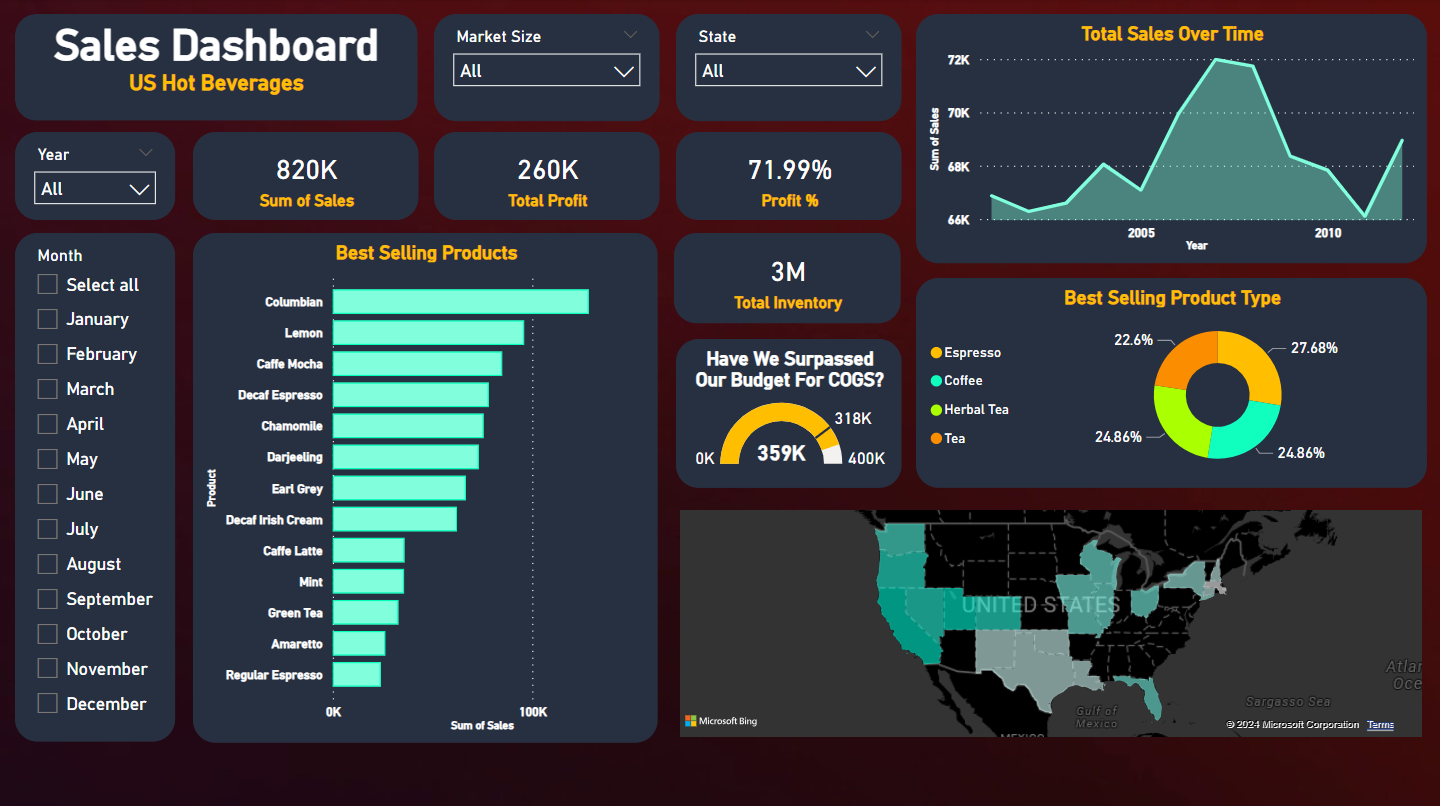 Sales Dashboard
US Hot Beverages
Market Size
All
State
All
Year
All
820K
Sum of Sales
260K
Total Profit
71.99%
Profit %
Total Sales Over Time
Sum of Sales
72K
70K
68K
66K
2005
2010
Year
Month
Select all
January
February
March
April
May
June
July
August
September
October
November
December
Best Selling Products
Product
Columbian
Lemon
Caffe Mocha
Decaf Espresso
Chamomile
Darjeeling
Earl Grey
Decaf Irish Cream
Caffe Latte
Mint
Green Tea
Amaretto
Regular Espresso
0K
100K
Sum of Sales
3M
Total Inventory
Have We Surpassed
Our Budget For COGS?
318K
359K
0K
400K
Best Selling Product Type
Espresso
Coffee
Herbal Tea
Tea
22.6%
27.68%
24.86%
24.86%
UNITED STATES
Atlan
Oce
Sargasso Sea
Gulf of
Mexico
MEXICO
Microsoft Bing
© 2024 Microsoft Corporation
Terms